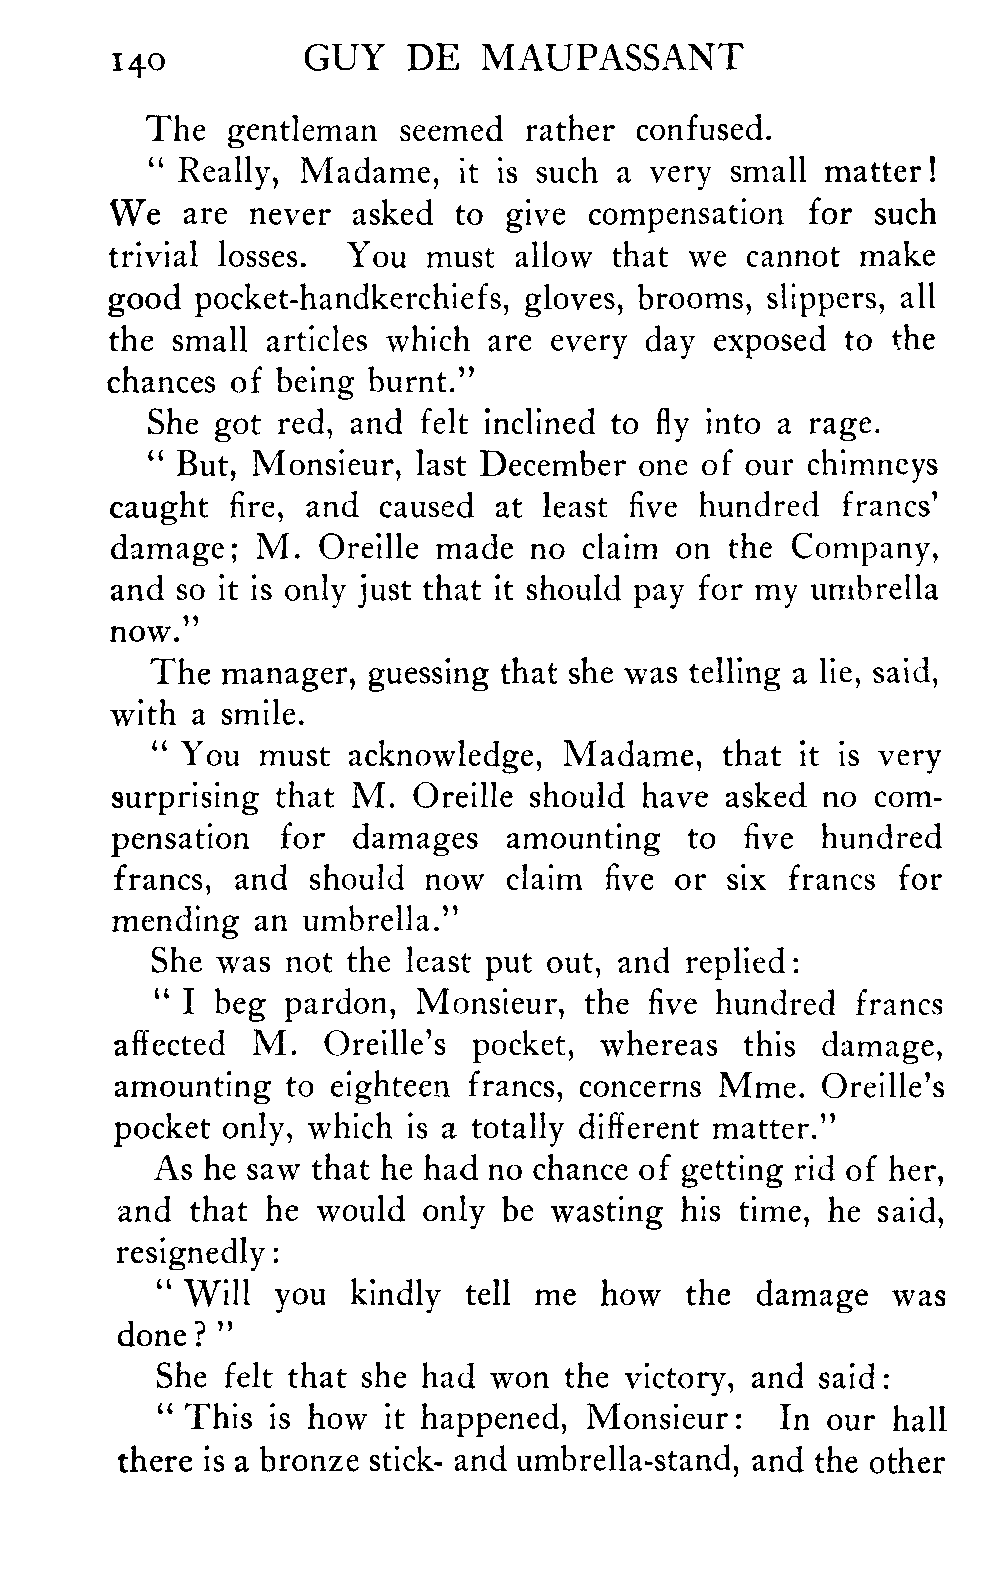 140 GUY DE MAUPASSANT
The gentleman seemed rather confused.
“ Really, Madame, it is such a very small matter!
We are never asked to give compensation for such
trivial losses. You must allow that we cannot make
good pocket-handkerchiefs, gloves, brooms, slippers, all
the small articles which are every day exposed to the
chances of being burnt.”
She got red, and felt inclined to fly into a rage.
“ But, Monsieur, last December one of our chimneys
caught fire, and caused at least five hundred francs’
damage; M. Oreille made no claim on the Company,
and so it is only just that it should pay for my umbrella
now.”
The manager, guessing that she was telling a lie, said,
with a smile.
“ You must acknowledge, Madame, that it is very
surprising that M. Oreille should have asked no com-
pensation for damages amounting to five hundred
francs, and should now claim five or six francs for
mending an umbrella.”
She was not the least put out, and replied:
“ I beg pardon, Monsieur, the five hundred francs
affected M. Oreille’s pocket, whereas this damage,
amounting to eighteen francs, concerns Mme. Oreille’s
pocket only, which is a totally different matter.”
As he saw that he had no chance of getting rid of her,
and that he would only be wasting his time, he said,
resignedly:
“ Will you kindly tell me how the damage was
done? ”
She felt that she had won the victory, and said:
“ This is how it happened, Monsieur: In our hall
there is a bronze stick- and umbrella-stand, and the other